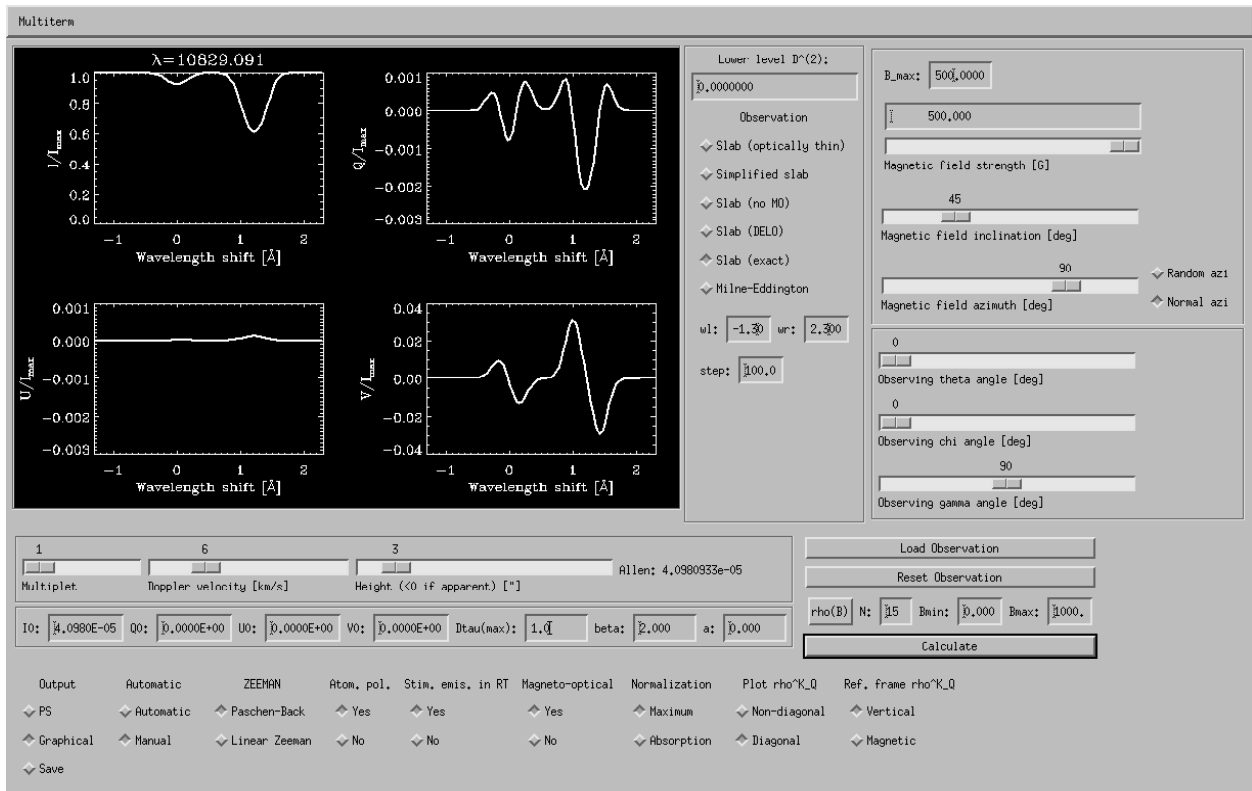 Multiterm
λ=10829.091
1.0
0.8
0.6
0.4
0.2
0.0
I/Imax
−1 0 1 2
Wavelength shift [Å]
0.001
0.000
−0.001
−0.002
−0.003
Q/Imax
−1 0 1 2
Wavelength shift [Å]
0.001
0.000
−0.001
−0.002
−0.003
U/Imax
−1 0 1 2
Wavelength shift [Å]
0.04
0.02
0.00
−0.02
−0.04
V/Imax
−1 0 1 2
Wavelength shift [Å]
Lower level D^(2):
0.0000000
Observation
Slab (optically thin)
Simplified slab
Slab (no MO)
Slab (DELO)
Slab (exact)
Milne-Eddington
wl: -1.30 wr: 2.300
step: 100.0
B_max: 500.0000
500.000
Magnetic field strength [G]
45
Magnetic field inclination [deg]
90
Magnetic field azimuth [deg]
Random azi
Normal azi
0
Observing theta angle [deg]
0
Observing chi angle [deg]
90
Observing gamma angle [deg]
1 6 3
Multiplet Doppler velocity [km/s] Height (<0 if apparent) ["] Allen: 4.0980933e-05
I0: 4.0980E-05 Q0: 0.0000E+00 U0: 0.0000E+00 V0: 0.0000E+00 Dtau(max): 1.0 beta: 2.000 a: 0.000
Load Observation
Reset Observation
rho(B) N: 15 Bmin: 0.000 Bmax: 1000.
Calculate
Output Automatic ZEEMAN Atom. pol. Stim. emis. in RT Magneto-optical Normalization Plot rho^K_Q Ref. frame rho^K_Q
PS Automatic Paschen-Back Yes Yes Yes Maximum Non-diagonal Vertical
Graphical Manual Linear Zeeman No No No Absorption Diagonal Magnetic
Save